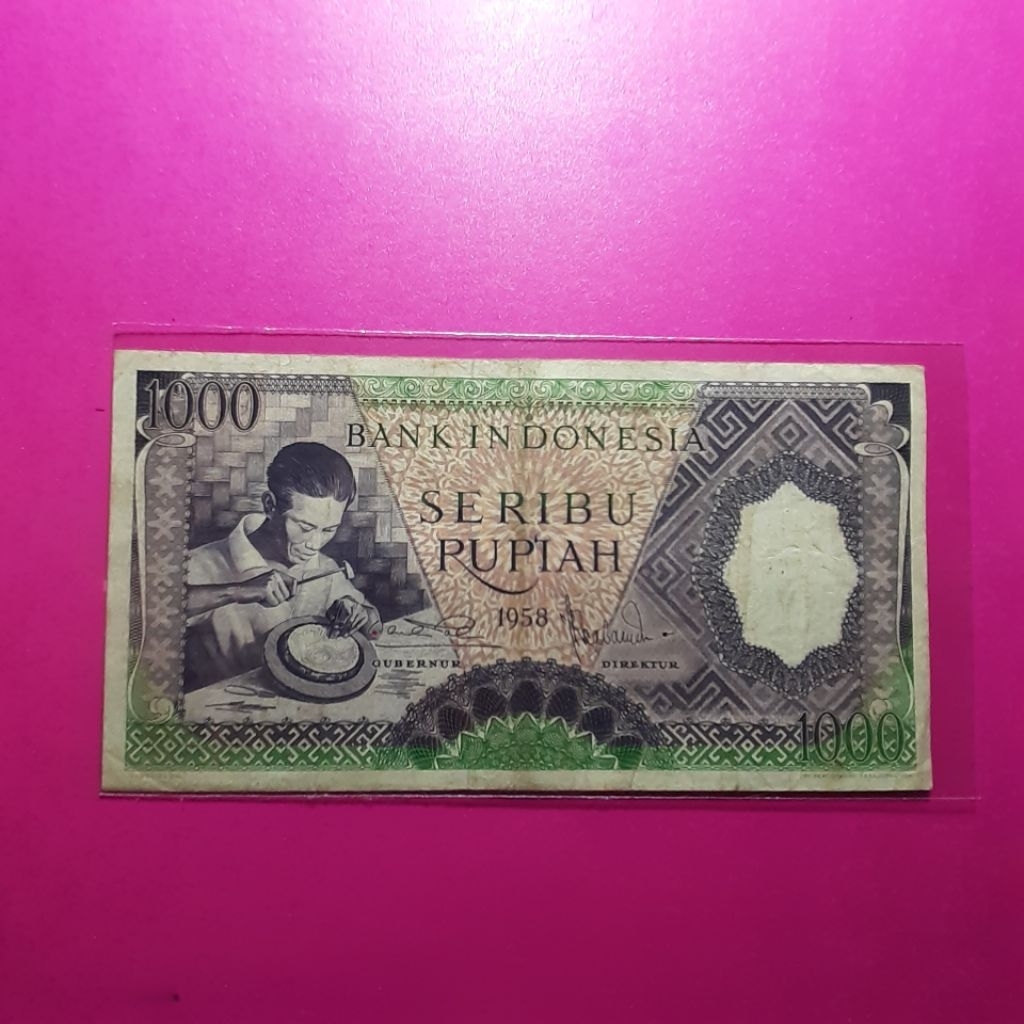 1000
BANK INDONESIA
SERIBU
RUPIAH
1958
GUBERNUR
DIREKTUR
1000